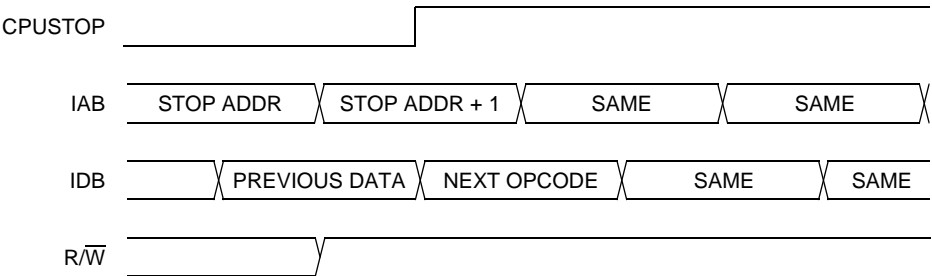 CPUSTOP
IAB STOP ADDR STOP ADDR + 1 SAME SAME
IDB PREVIOUS DATA NEXT OPCODE SAME SAME
R/W̅